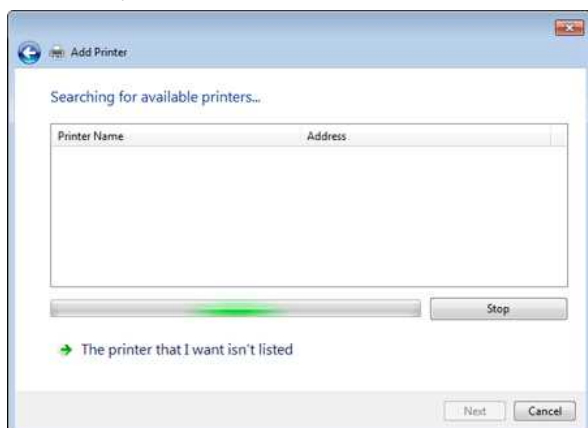 Add Printer
Searching for available printers...
Printer Name Address
Stop
The printer that I want isn't listed
Next Cancel